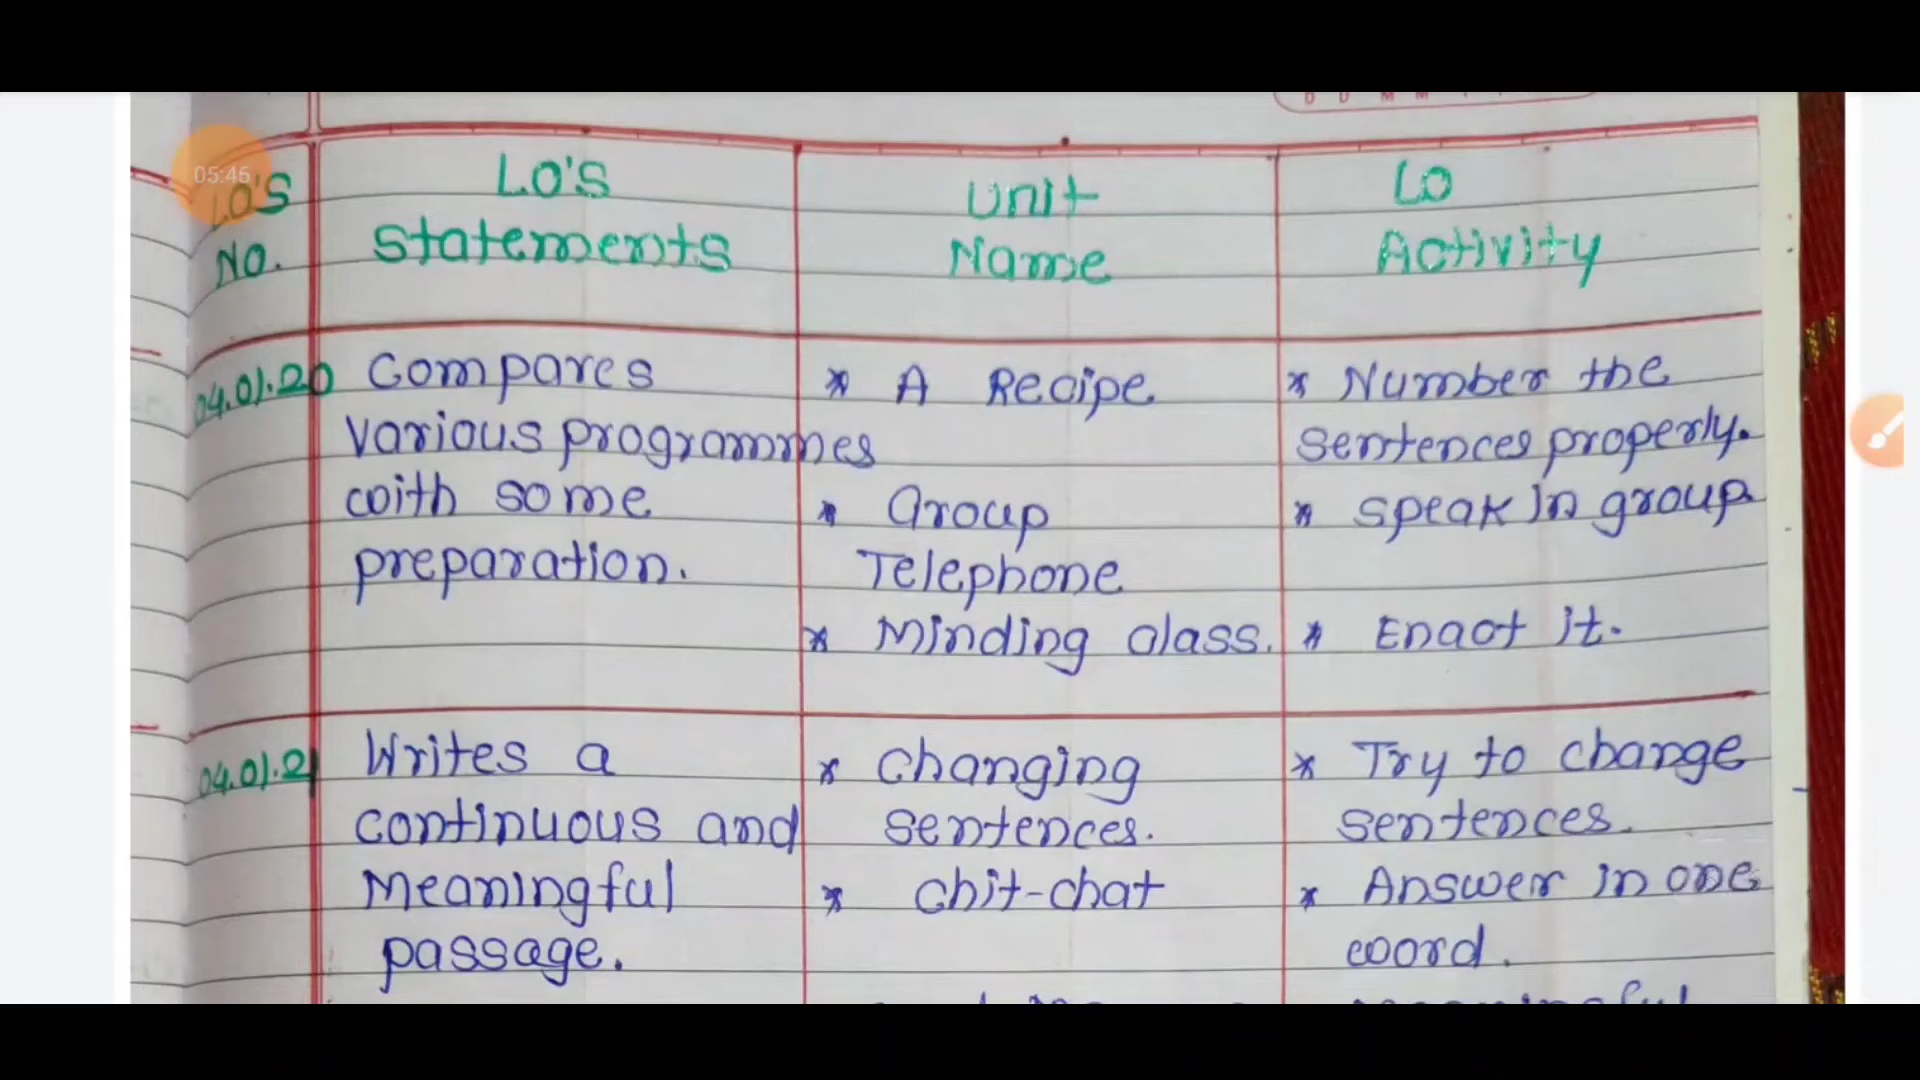 05:46
LO'S
NO.
LO'S
Statements
Unit
Name
LO
Activity
04.01.20
Compares
various programmes
with some
preparation.
* A Recipe
* Group
Telephone
* Minding class.
* Number the
sentences properly.
* speak in group.
* Enact it.
04.01.21
Writes a
continuous and
Meaningful
passage.
* Changing
sentences.
* Chit-chat
* Try to change
sentences.
* Answer in one
word.